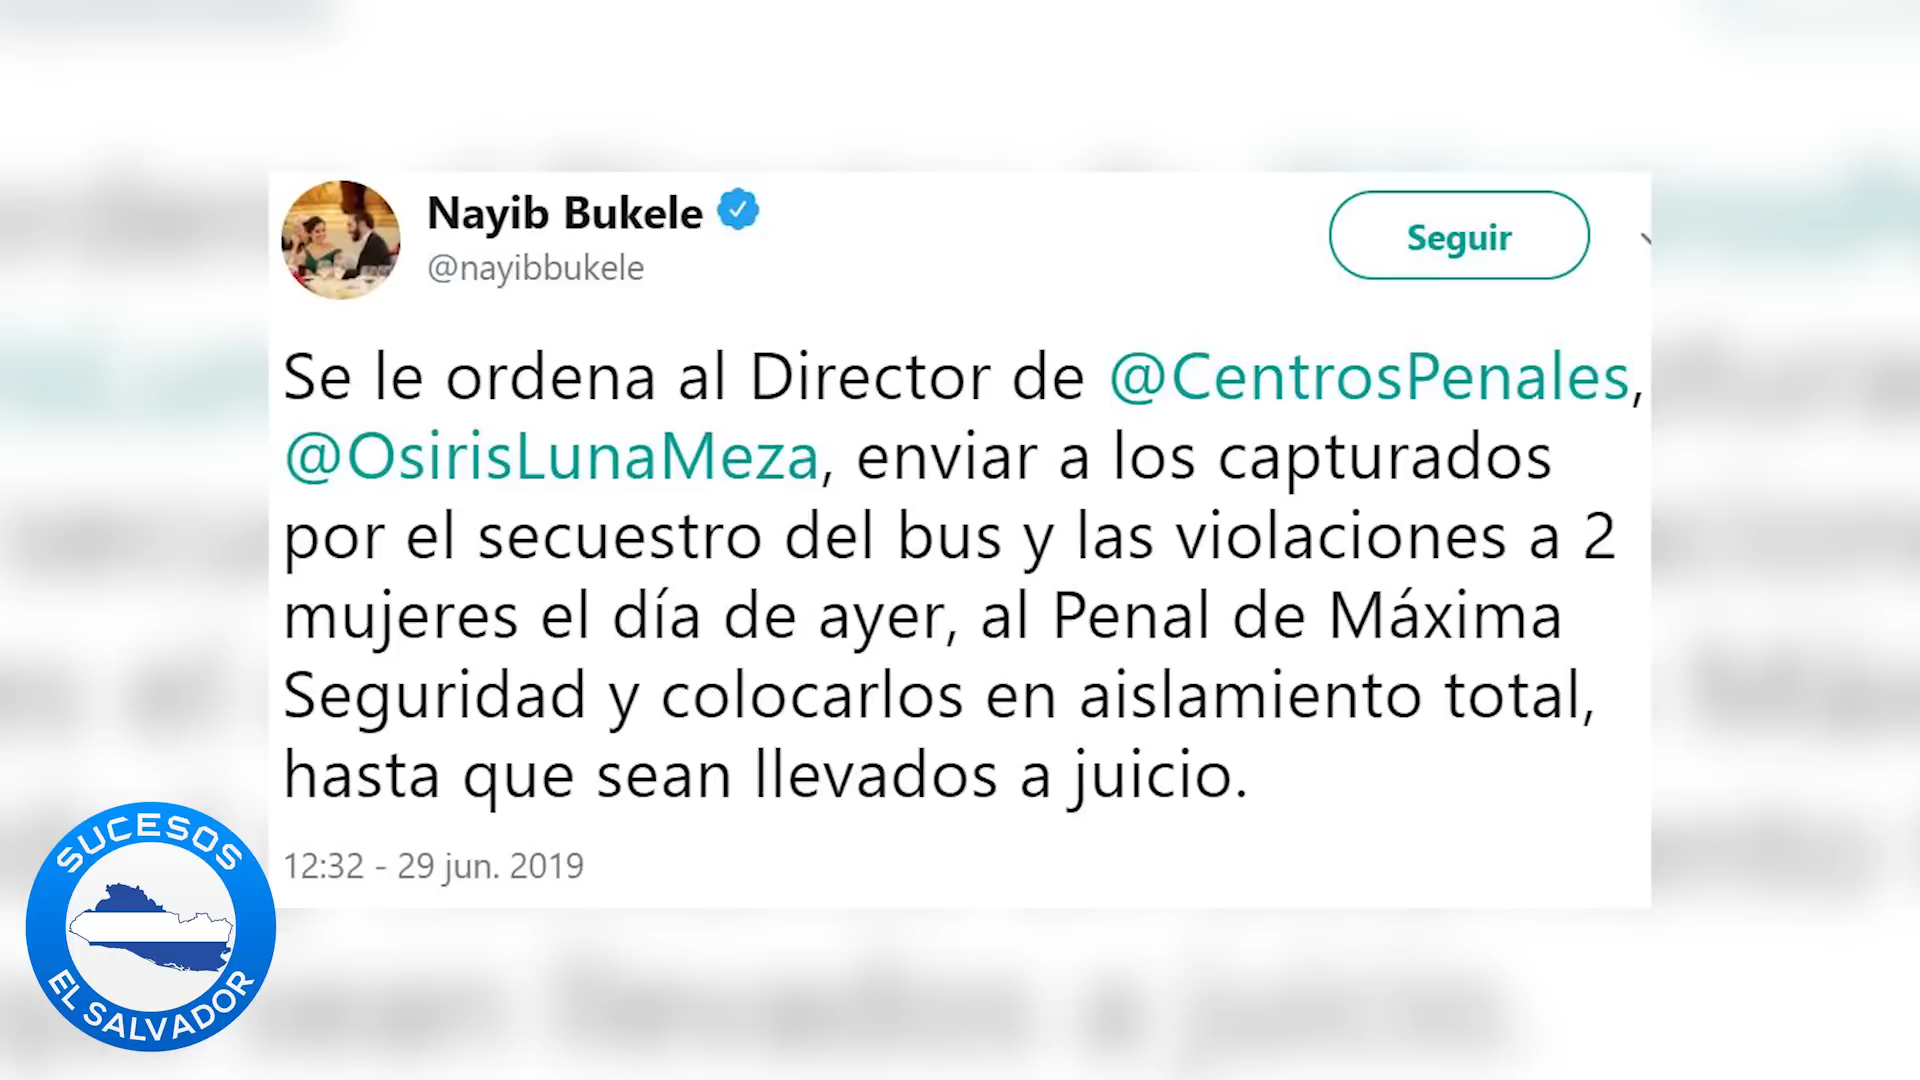 Nayib Bukele
@nayibbukele
Seguir
Se le ordena al Director de @CentrosPenales,
@OsirisLunaMeza, enviar a los capturados
por el secuestro del bus y las violaciones a 2
mujeres el día de ayer, al Penal de Máxima
Seguridad y colocarlos en aislamiento total,
hasta que sean llevados a juicio.
12:32 - 29 jun. 2019
SUCESOS
EL SALVADOR